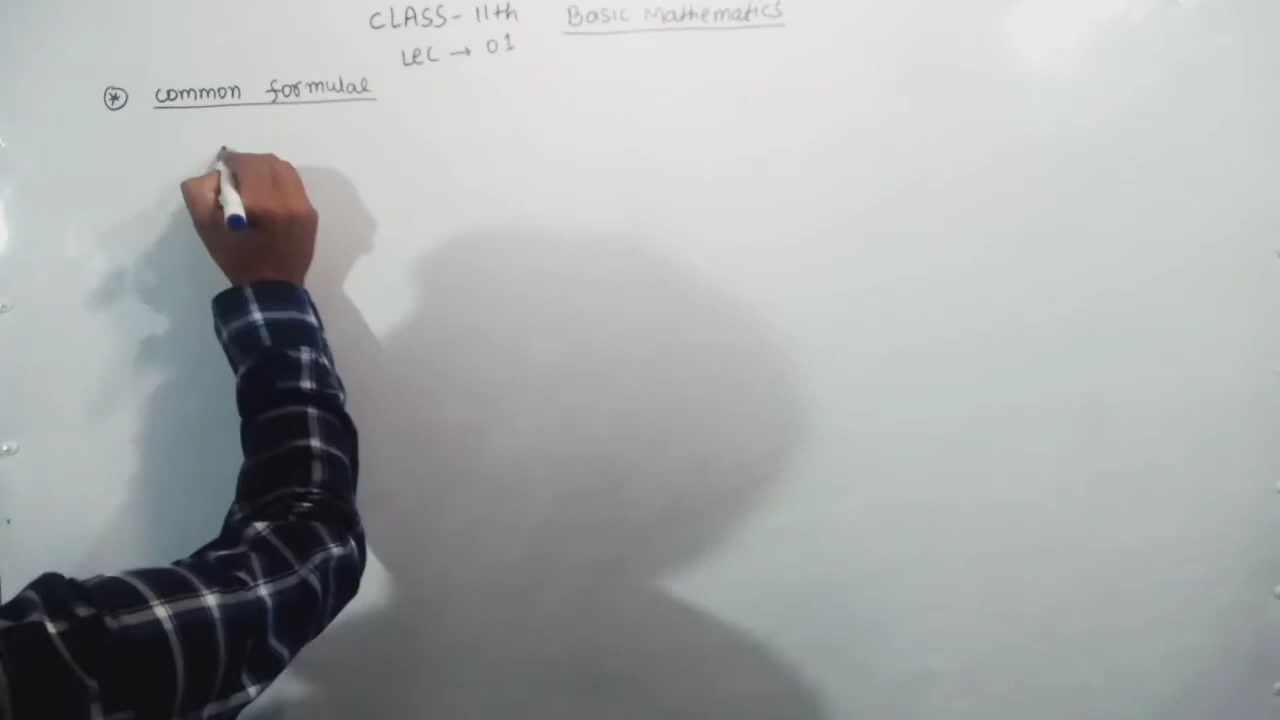 CLASS - 11th Basic Mathematics
Lec → 01
* common formulae